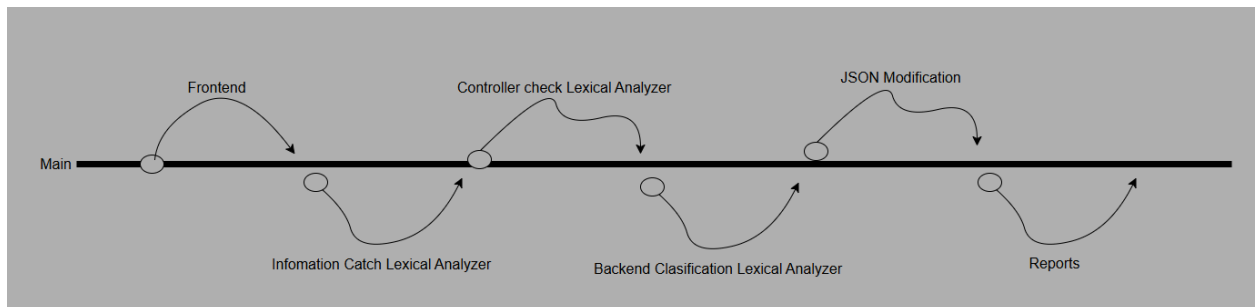 Frontend
Controller check Lexical Analyzer
JSON Modification
Main
Infomation Catch Lexical Analyzer
Backend Clasification Lexical Analyzer
Reports